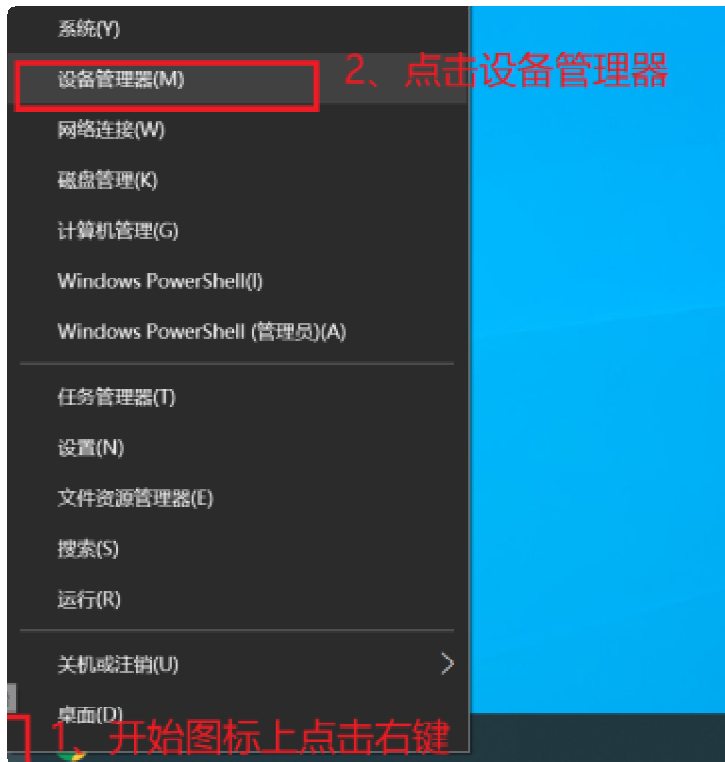 系统(Y)
设备管理器(M)
2、点击设备管理器
网络连接(W)
磁盘管理(K)
计算机管理(G)
Windows PowerShell(I)
Windows PowerShell (管理员)(A)
任务管理器(T)
设置(N)
文件资源管理器(E)
搜索(S)
运行(R)
关机或注销(U)
桌面(D)
1、开始图标上点击右键